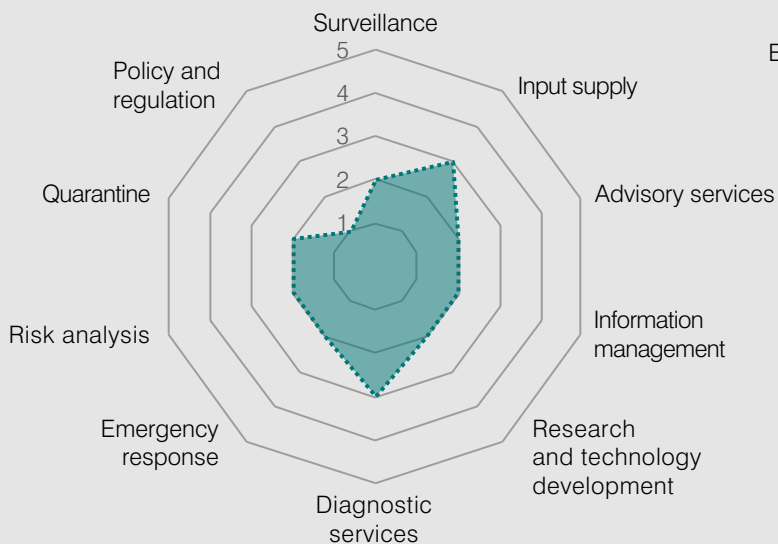 Surveillance
5
4
3
2
1
Input supply
Advisory services
Information
management
Research
and technology
development
Diagnostic
services
Emergency
response
Risk analysis
Quarantine
Policy and
regulation
E